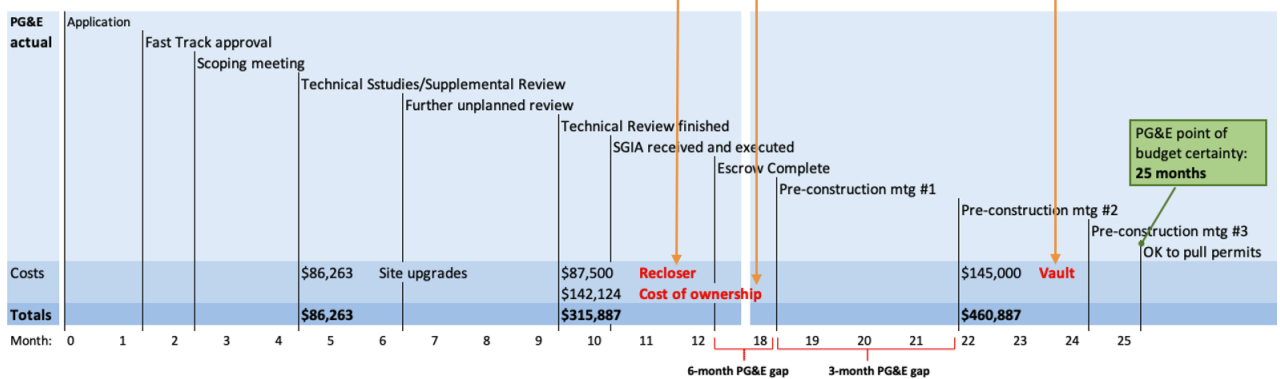 PG&E
actual
Application
Fast Track approval
Scoping meeting
Technical Sstudies/Supplemental Review
Further unplanned review
Technical Review finished
SGIA received and executed
Escrow Complete
Pre-construction mtg #1
Pre-construction mtg #2
Pre-construction mtg #3
OK to pull permits
PG&E point of
budget certainty:
25 months
Costs $86,263 Site upgrades $87,500 Recloser $145,000 Vault
$142,124 Cost of ownership
Totals $86,263 $315,887 $460,887
Month: 0 1 2 3 4 5 6 7 8 9 10 11 12 18 19 20 21 22 23 24 25
6-month PG&E gap 3-month PG&E gap